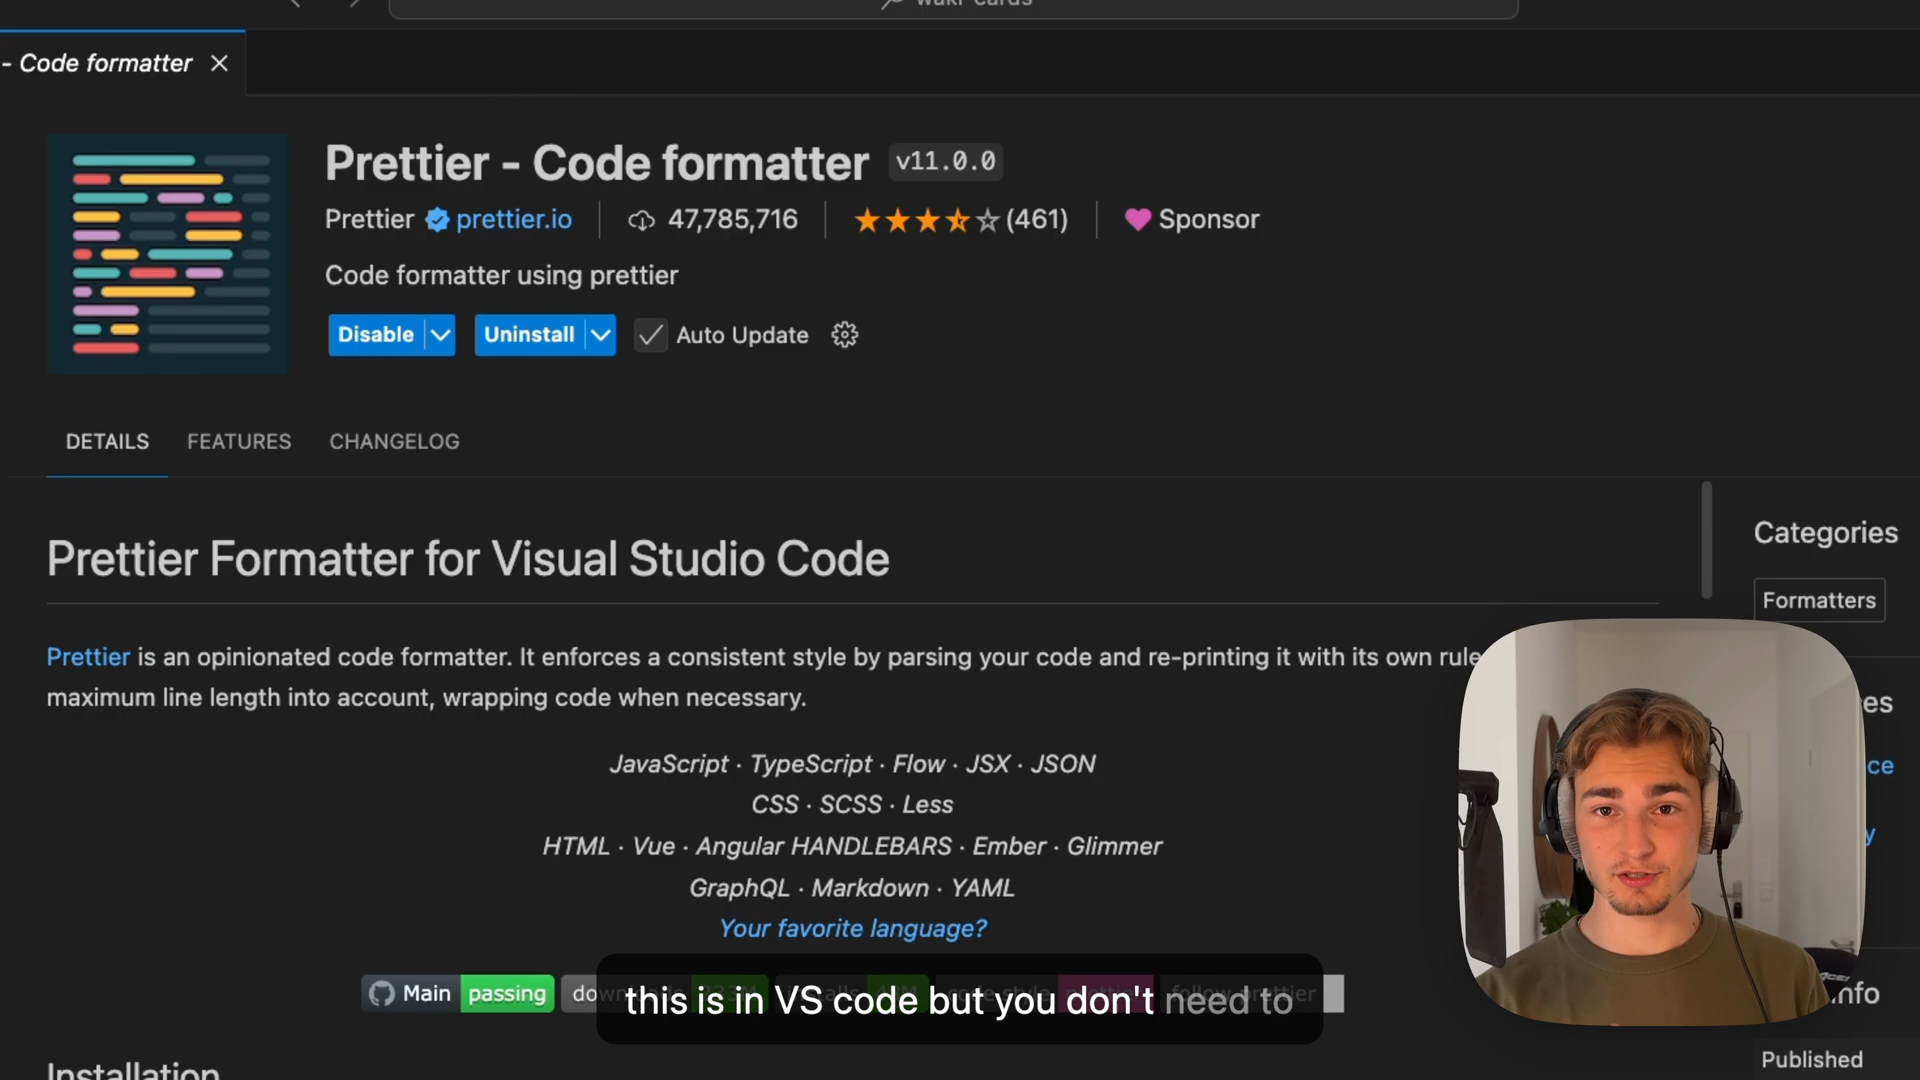 - Code formatter
Prettier - Code formatter v11.0.0
Prettier prettier.io 47,785,716 (461) Sponsor
Code formatter using prettier
Disable Uninstall Auto Update
DETAILS FEATURES CHANGELOG
Prettier Formatter for Visual Studio Code
Prettier is an opinionated code formatter. It enforces a consistent style by parsing your code and re-printing it with its own rule
maximum line length into account, wrapping code when necessary.
JavaScript · TypeScript · Flow · JSX · JSON
CSS · SCSS · Less
HTML · Vue · Angular HANDLEBARS · Ember · Glimmer
GraphQL · Markdown · YAML
Your favorite language?
Main passing
this is in VS code but you don't need to
Installation
Categories
Formatters
Published